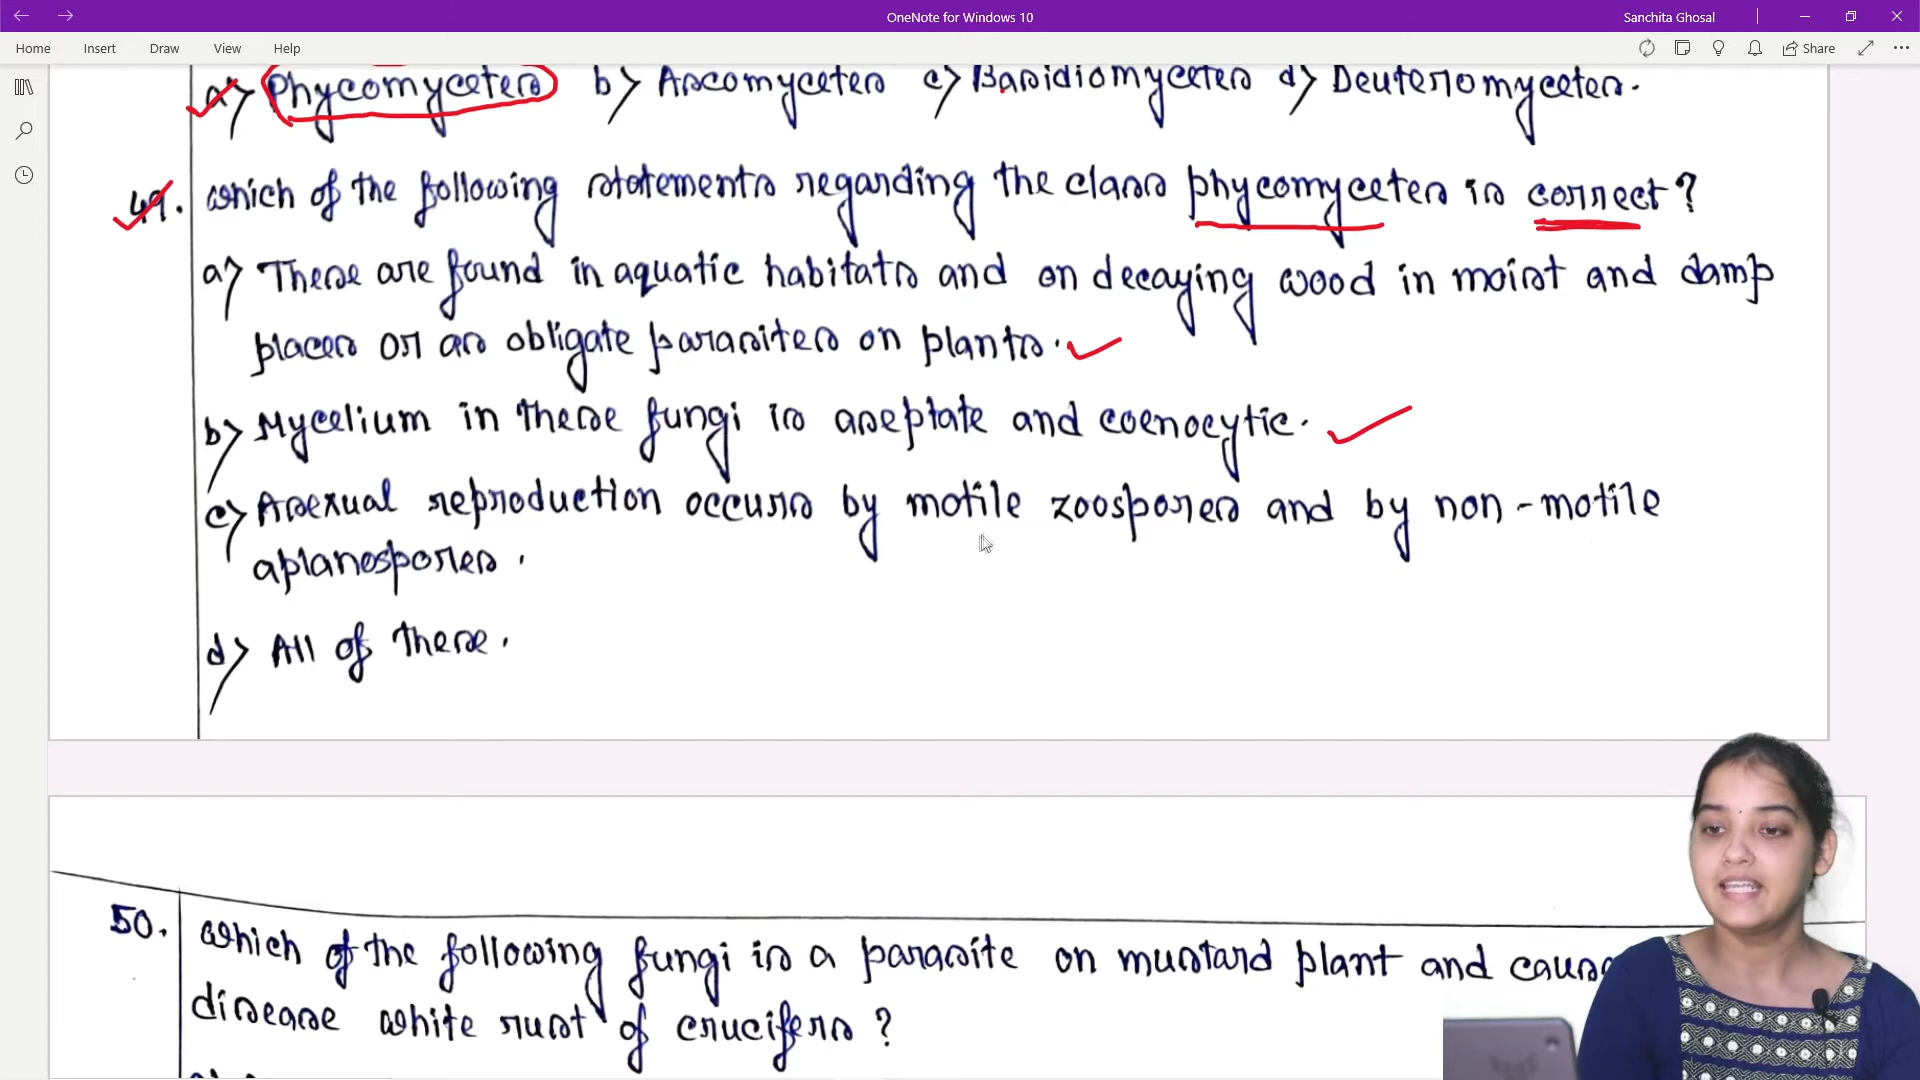 OneNote for Windows 10
Sanchita Ghosal
Home Insert Draw View Help
Share
a) Phycomycetes b) Ascomycetes c) Basidiomycetes d) Deuteromycetes.
49. which of the following statements regarding the class phycomycetes is correct?
a) These are found in aquatic habitats and on decaying wood in moist and damp
places or as obligate parasites on plants.
b) Mycelium in these fungi is aseptate and coenocytic.
c) Asexual reproduction occurs by motile zoospores and by non-motile
aplanospores.
d) All of these.
50. which of the following fungi is a parasite on mustard plant and
disease white rust of crucifers?